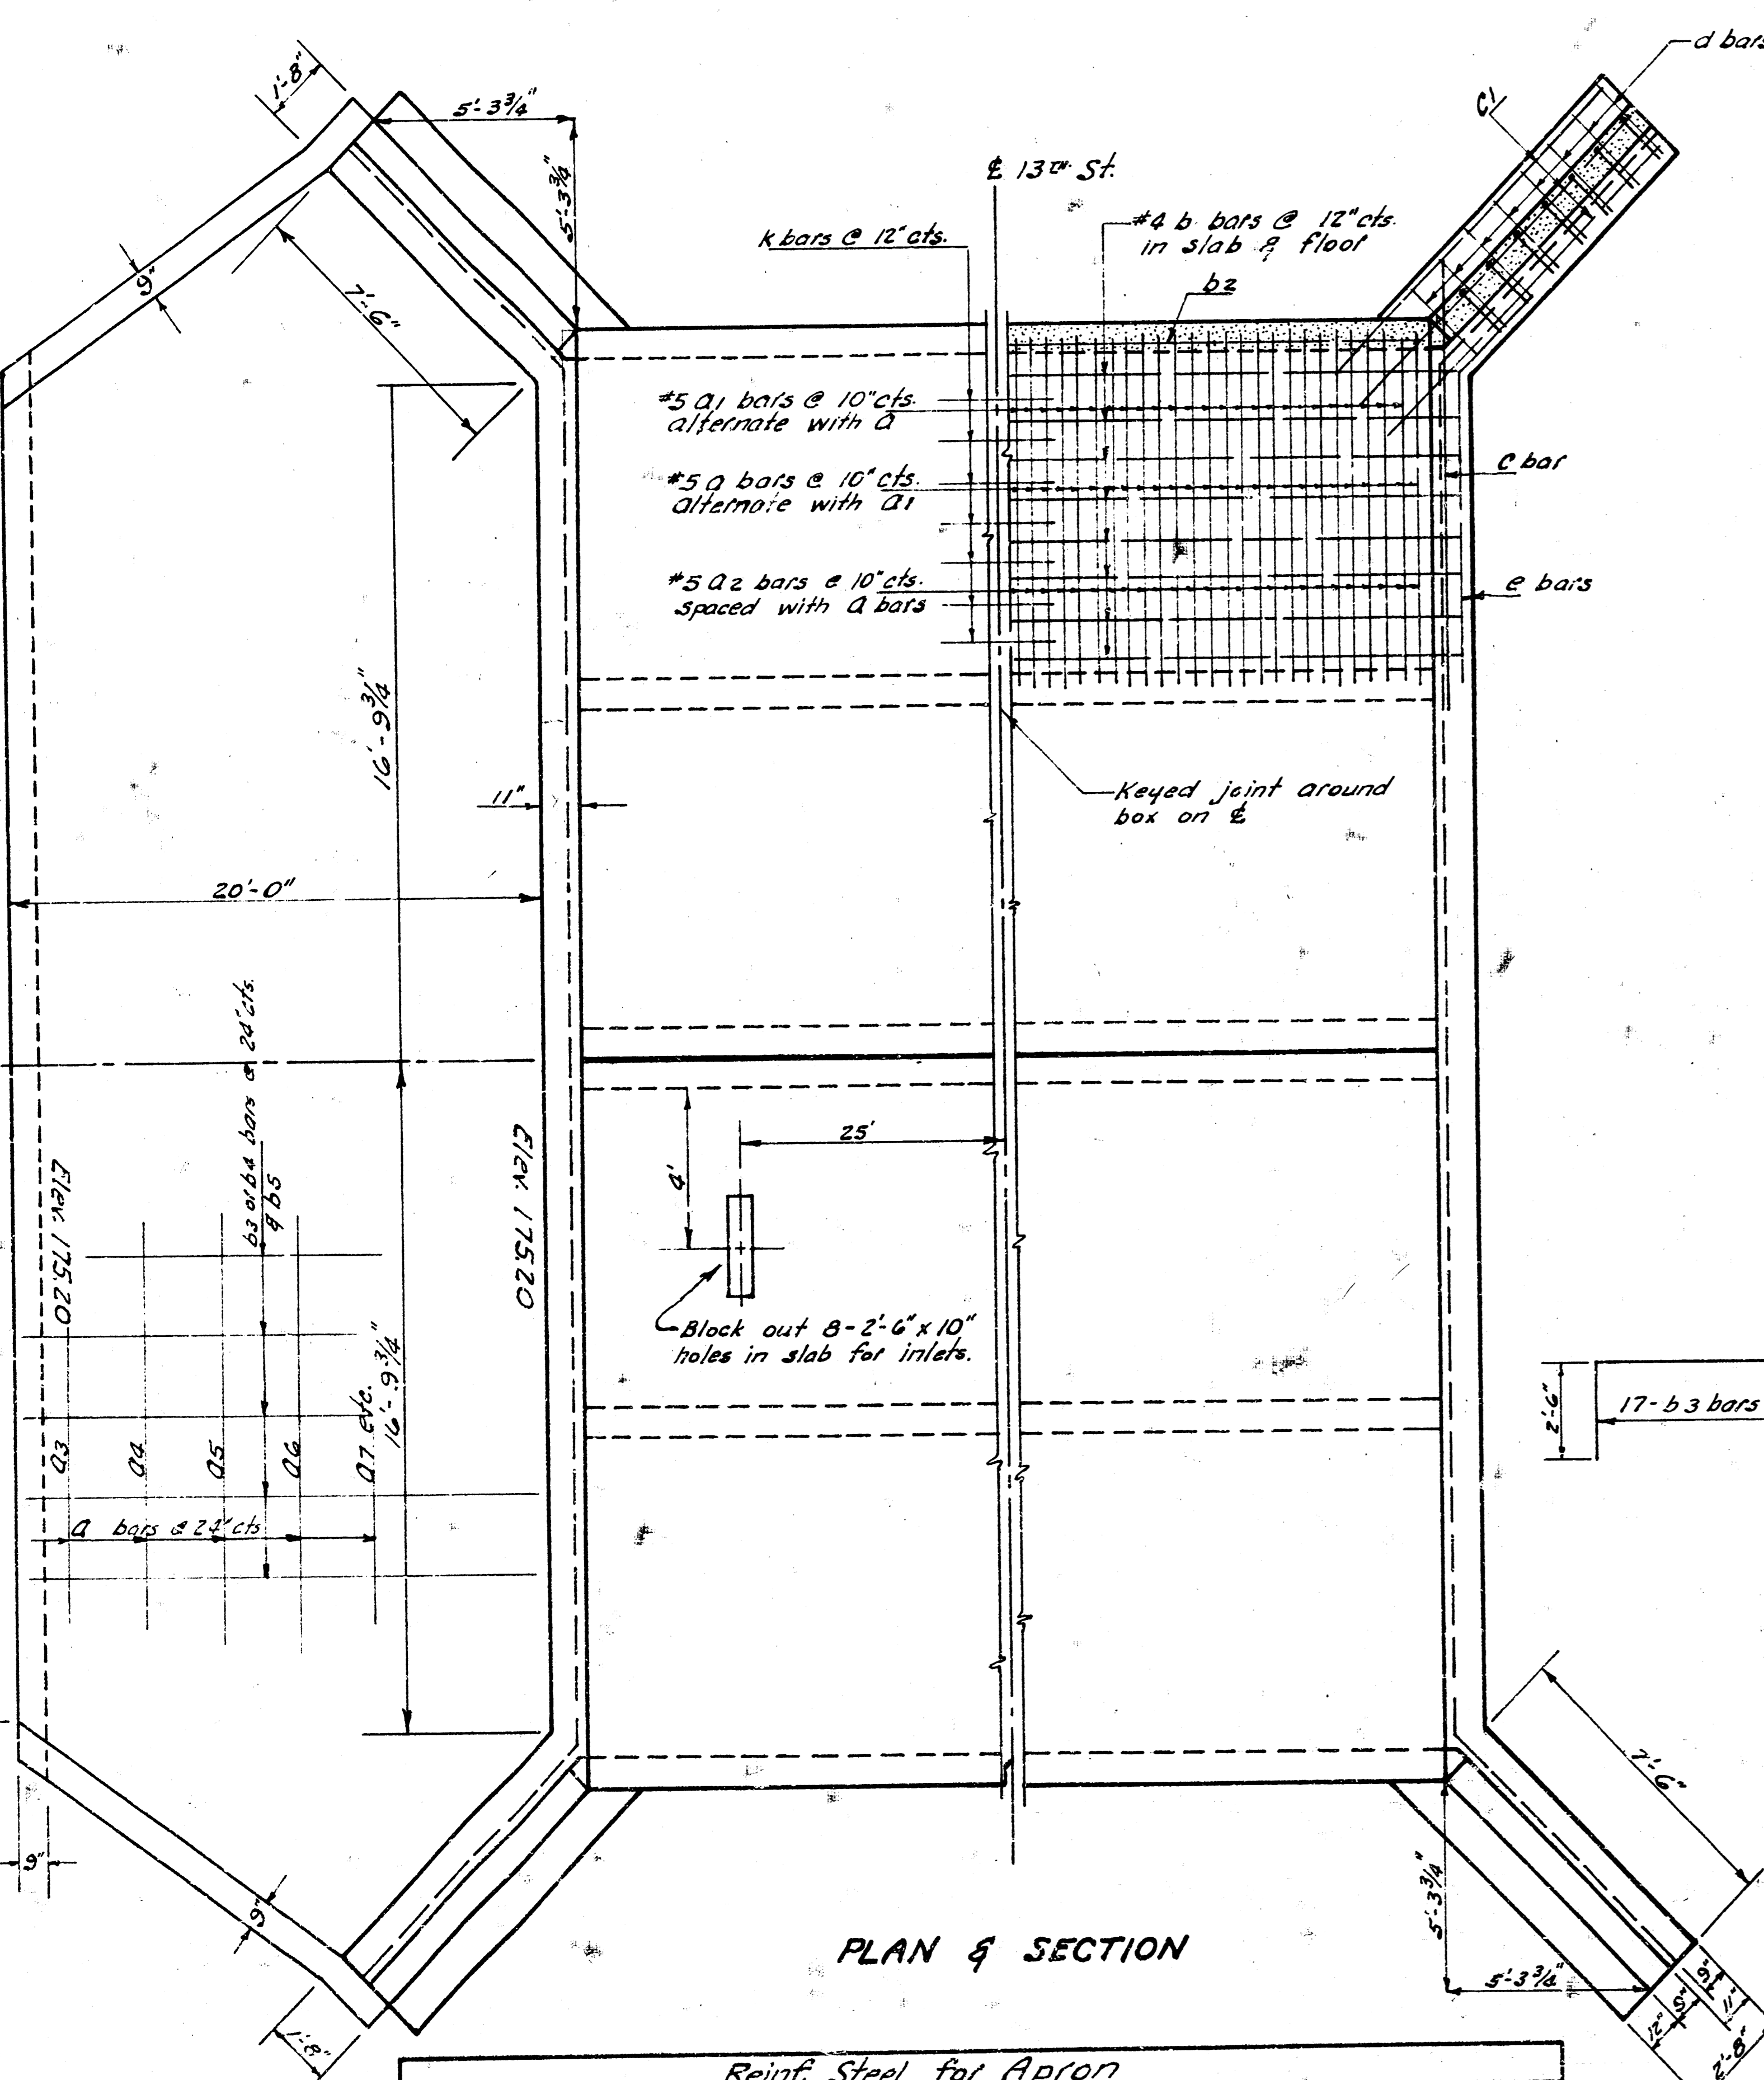 d bars
1'-8"
5'-3 3/4"
C1
5'-3 3/4"
℄ 13TH St.
#4 b bars @ 12" cts.
in slab & floor
k bars @ 12" cts.
b2
9"
7'-6"
#5 a1 bars @ 10" cts.
alternate with a
c bar
#5 a bars @ 10" cts.
alternate with a1
#5 a2 bars @ 10" cts.
spaced with a bars
e bars
16'-9 3/4"
11"
Keyed joint around
box on ℄
20'-0"
b3 or b4 bars @ 24" cts.
& b5
25'
4'
Elev. 175.20
Elev. 175.20
Block out 8-2'-6" x 10"
holes in slab for inlets.
16'-9 3/4"
2'-6"
17-b3 bars
a3
a4
a5
a6
a7 etc.
a bars @ 24" cts
7'-6"
9"
9"
5'-3 3/4"
PLAN & SECTION
5'-3 3/4"
1'-8"
12"
11"
2'-8"
Reinf. Steel for Apron